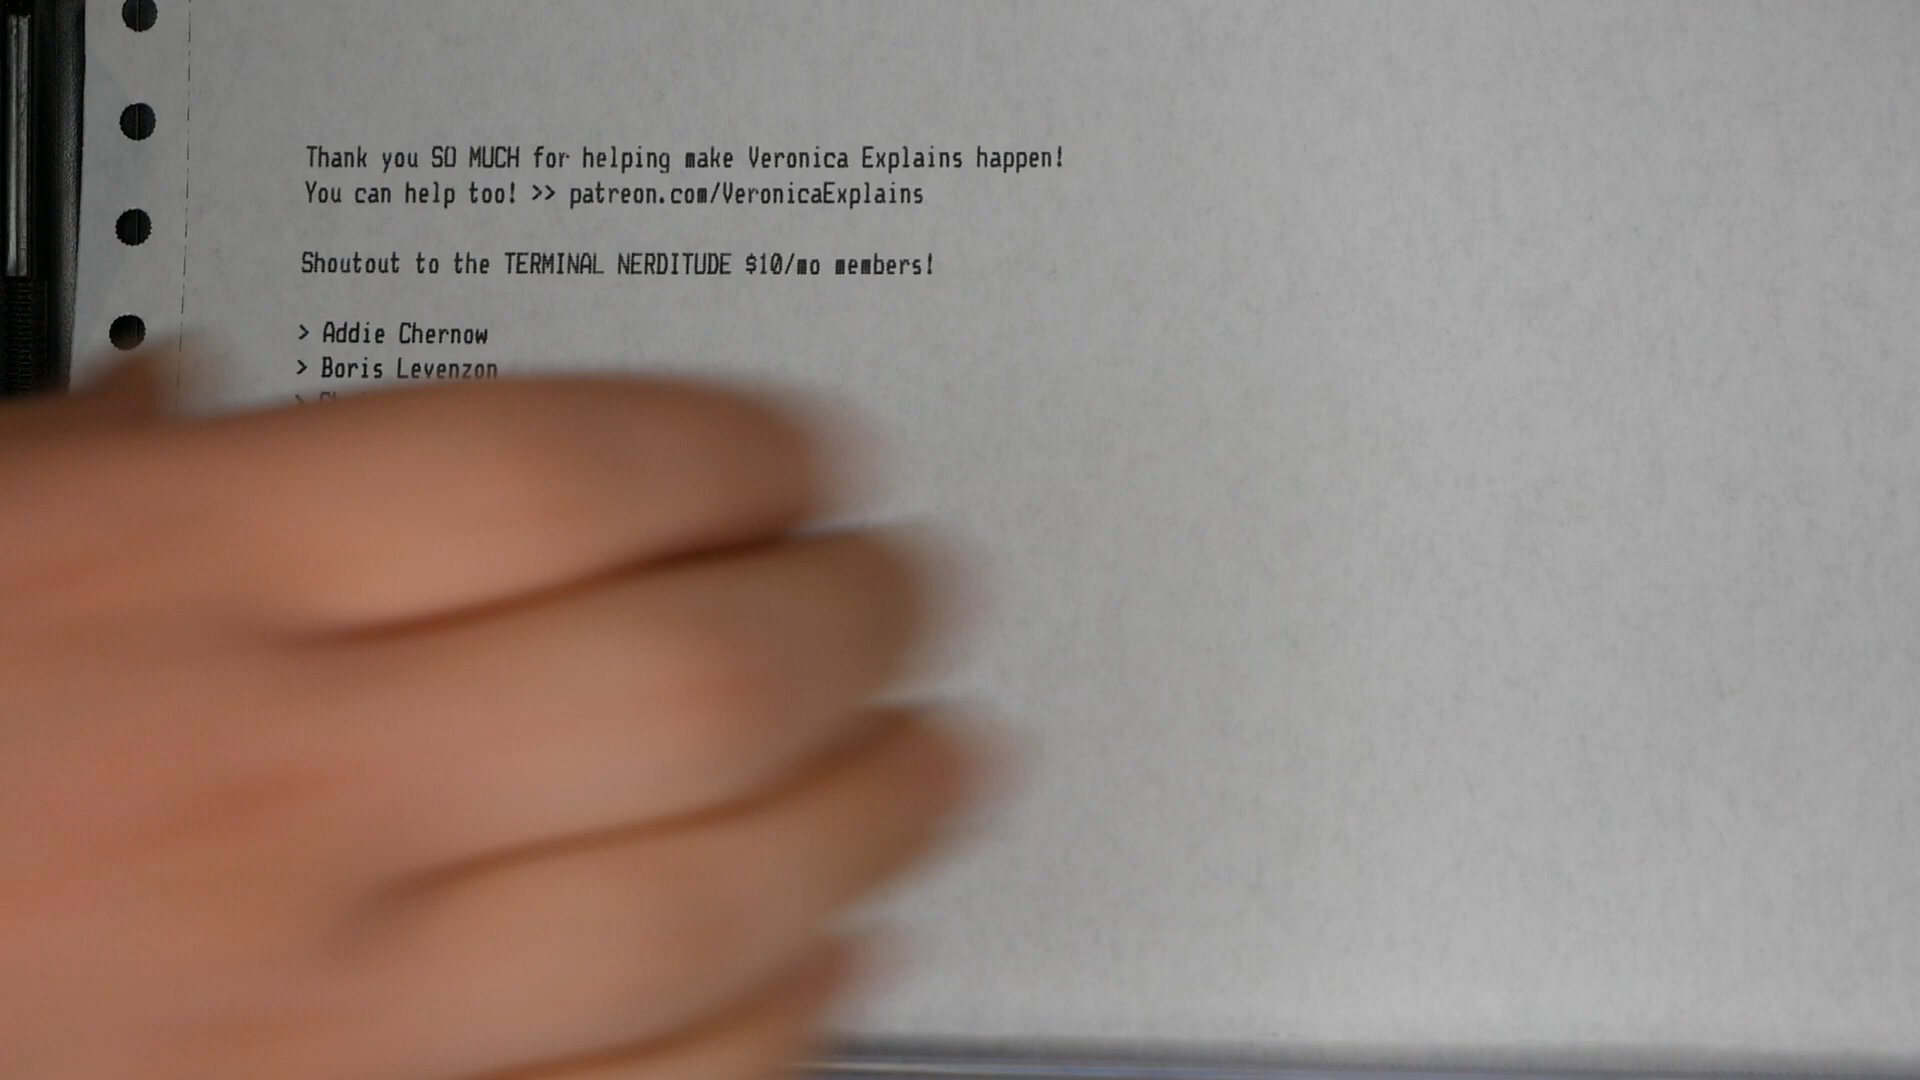 Thank you SO MUCH for helping make Veronica Explains happen!
You can help too! >> patreon.com/VeronicaExplains
Shoutout to the TERMINAL NERDITUDE $10/mo members!
> Addie Chernow
> Boris Levenzon